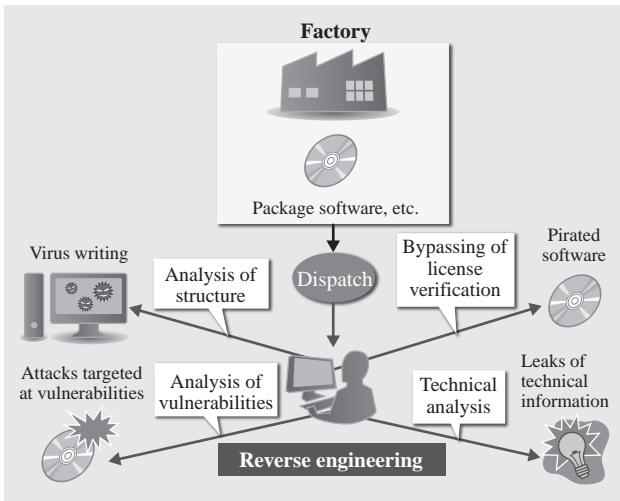 Factory
Package software, etc.
Dispatch
Virus writing
Analysis of
structure
Bypassing of
license
verification
Pirated
software
Attacks targeted
at vulnerabilities
Analysis of
vulnerabilities
Technical
analysis
Leaks of
technical
information
Reverse engineering